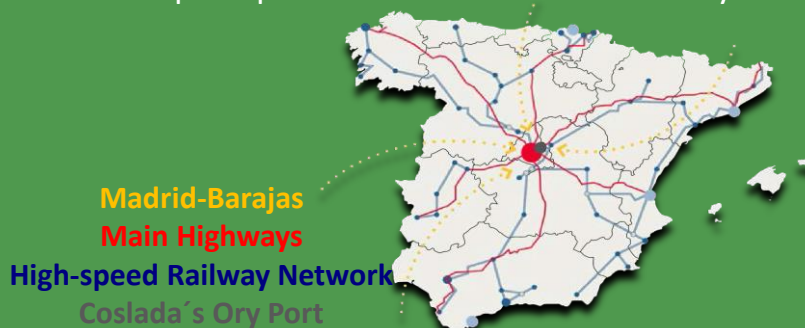 Madrid-Barajas
Main Highways
High-speed Railway Network
Coslada´s Ory Port